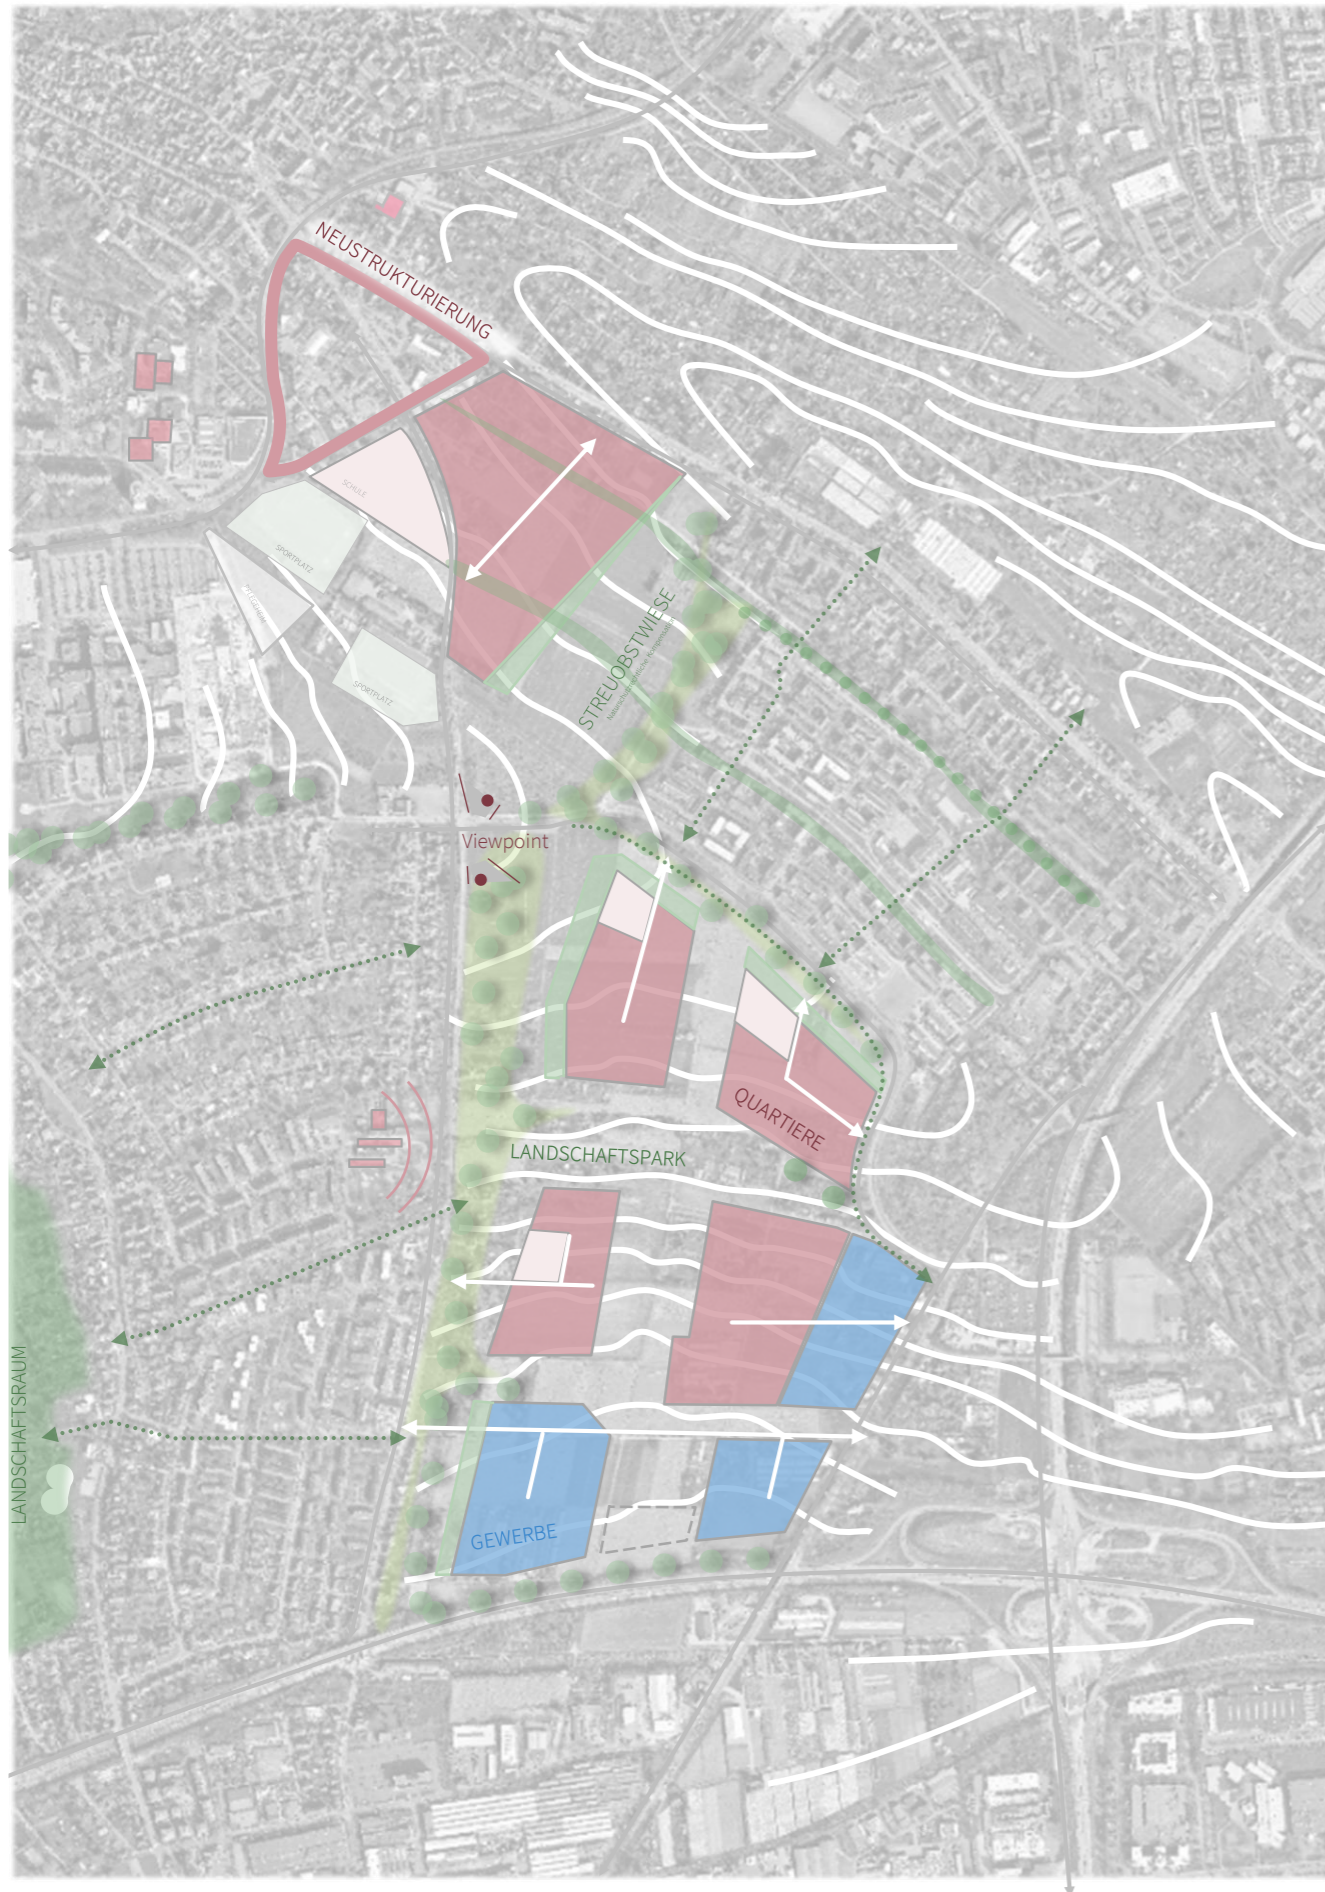 NEUSTRUKTURIERUNG
SCHULE
SPORTPLATZ
STREUOBSTWIESE
SPORTPLATZ
Viewpoint
QUARTIERE
LANDSCHAFTSPARK
LANDSCHAFTSRAUM
GEWERBE